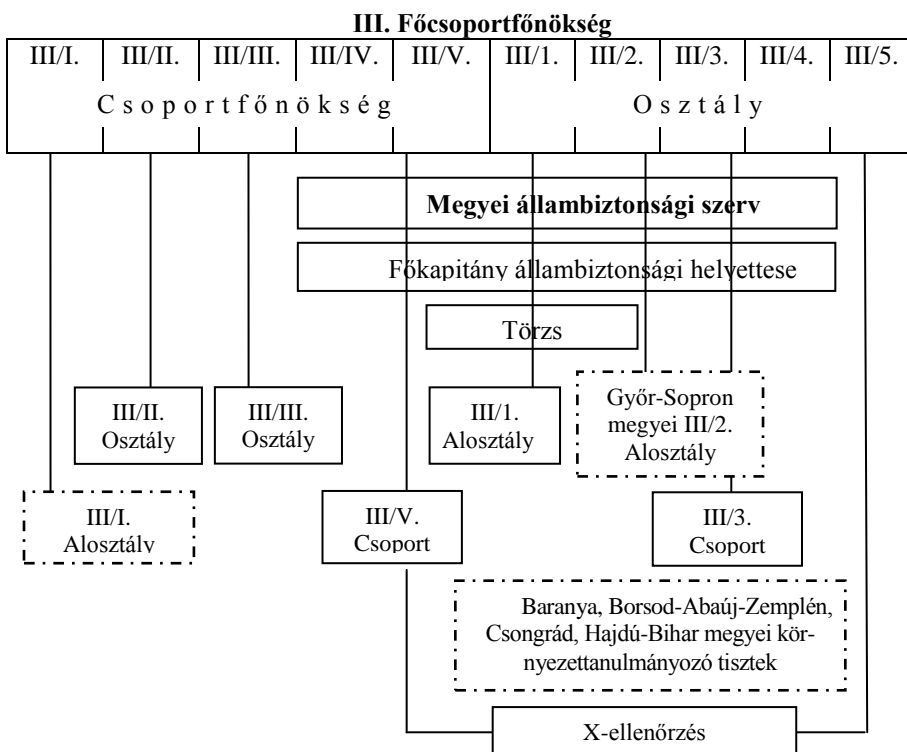 III. Főcsoportfőnökség
III/I. III/II. III/III. III/IV. III/V. III/1. III/2. III/3. III/4. III/5.
Csoportfőnökség Osztály
Megyei állambiztonsági szerv
Főkapitány állambiztonsági helyettese
Törzs
III/II.
Osztály
III/III.
Osztály
III/1.
Alosztály
Győr-Sopron
megyei III/2.
Alosztály
III/I.
Alosztály
III/V.
Csoport
III/3.
Csoport
Baranya, Borsod-Abaúj-Zemplén,
Csongrád, Hajdú-Bihar megyei kör-
nyezettanulmányozó tisztek
X-ellenőrzés